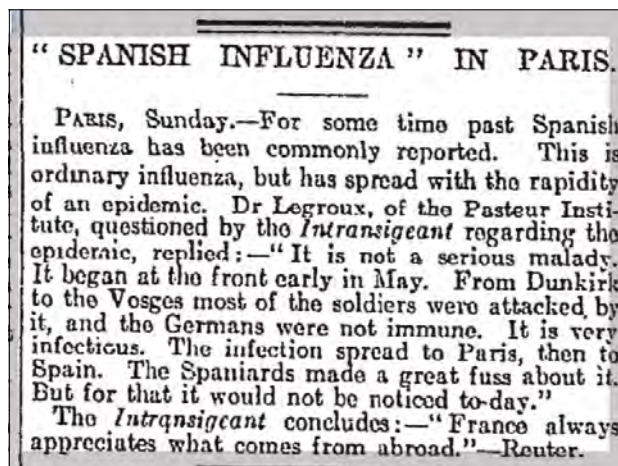 “SPANISH INFLUENZA” IN PARIS.
PARIS, Sunday.—For some time past Spanish
influenza has been commonly reported. This is
ordinary influenza, but has spread with the rapidity
of an epidemic. Dr Legroux, of the Pasteur Insti-
tute, questioned by the Intransigeant regarding the
epidemic, replied:—“It is not a serious malady.
It began at the front early in May. From Dunkirk
to the Vosges most of the soldiers were attacked by
it, and the Germans were not immune. It is very
infectious. The infection spread to Paris, then to
Spain. The Spaniards made a great fuss about it.
But for that it would not be noticed to-day.”
The Intransigeant concludes:—“France always
appreciates what comes from abroad.”—Reuter.